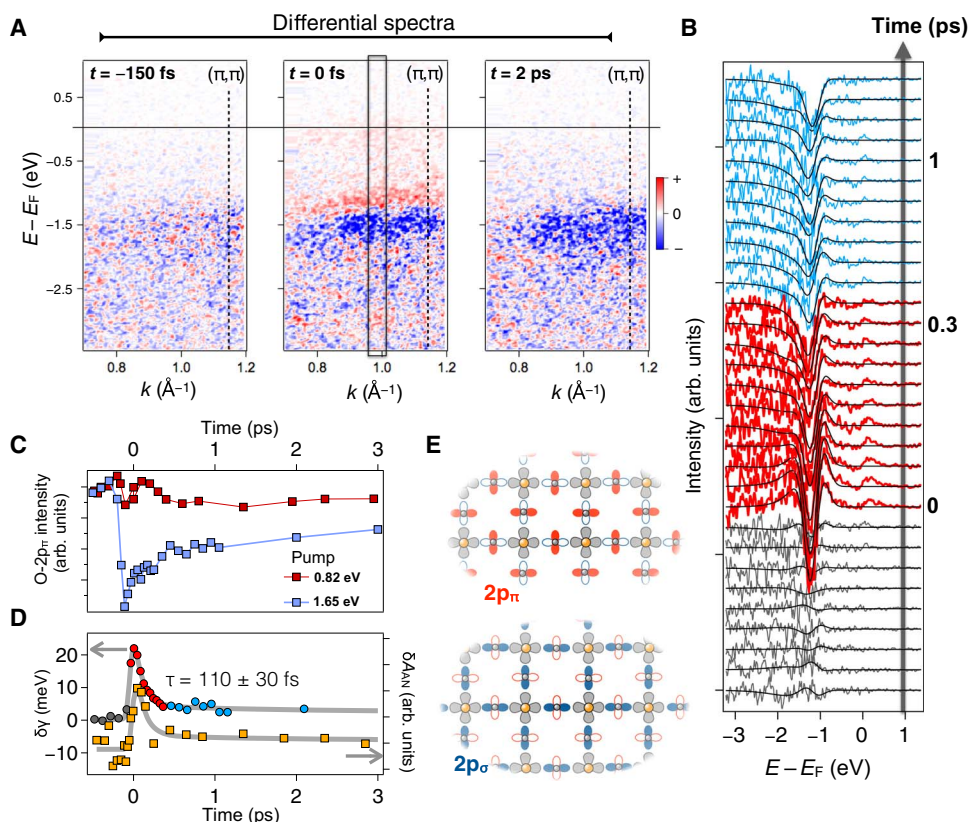 A
Differential spectra
t = −150 fs
(π,π)
t = 0 fs
(π,π)
t = 2 ps
(π,π)
0.5
−0.5
−1.5
−2.5
E − E_F (eV)
+
0
−
0.8 1.0 1.2
0.8 1.0 1.2
0.8 1.0 1.2
k (Å⁻¹)
k (Å⁻¹)
k (Å⁻¹)
B
Time (ps)
1
0.3
0
Intensity (arb. units)
−3 −2 −1 0 1
E − E_F (eV)
C
Time (ps)
0 1 2 3
O-2pπ intensity
(arb. units)
Pump
0.82 eV
1.65 eV
D
20
10
0
−10
δγ (meV)
τ = 110 ± 30 fs
δA_AN (arb. units)
0 1 2 3
Time (ps)
E
2pπ
2pσ